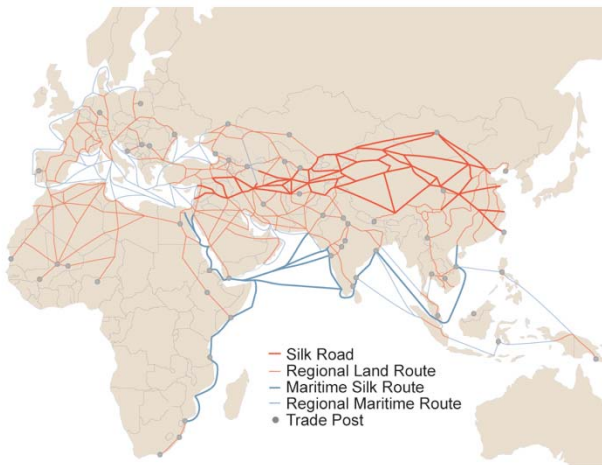 Silk Road
Regional Land Route
Maritime Silk Route
Regional Maritime Route
Trade Post